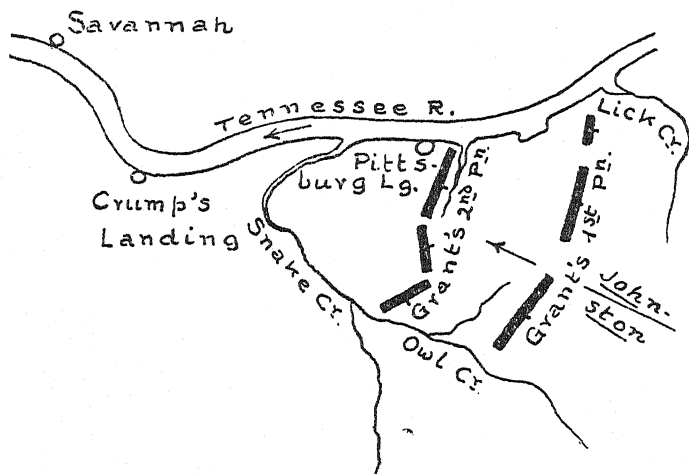 Savannah
Tennessee R.
Lick Cr.
Pitts-
burg Lg.
Crump's
Landing
Snake Cr.
Grant's 2nd Pn.
Grant's 1st Pn.
John-
ston
Owl Cr.